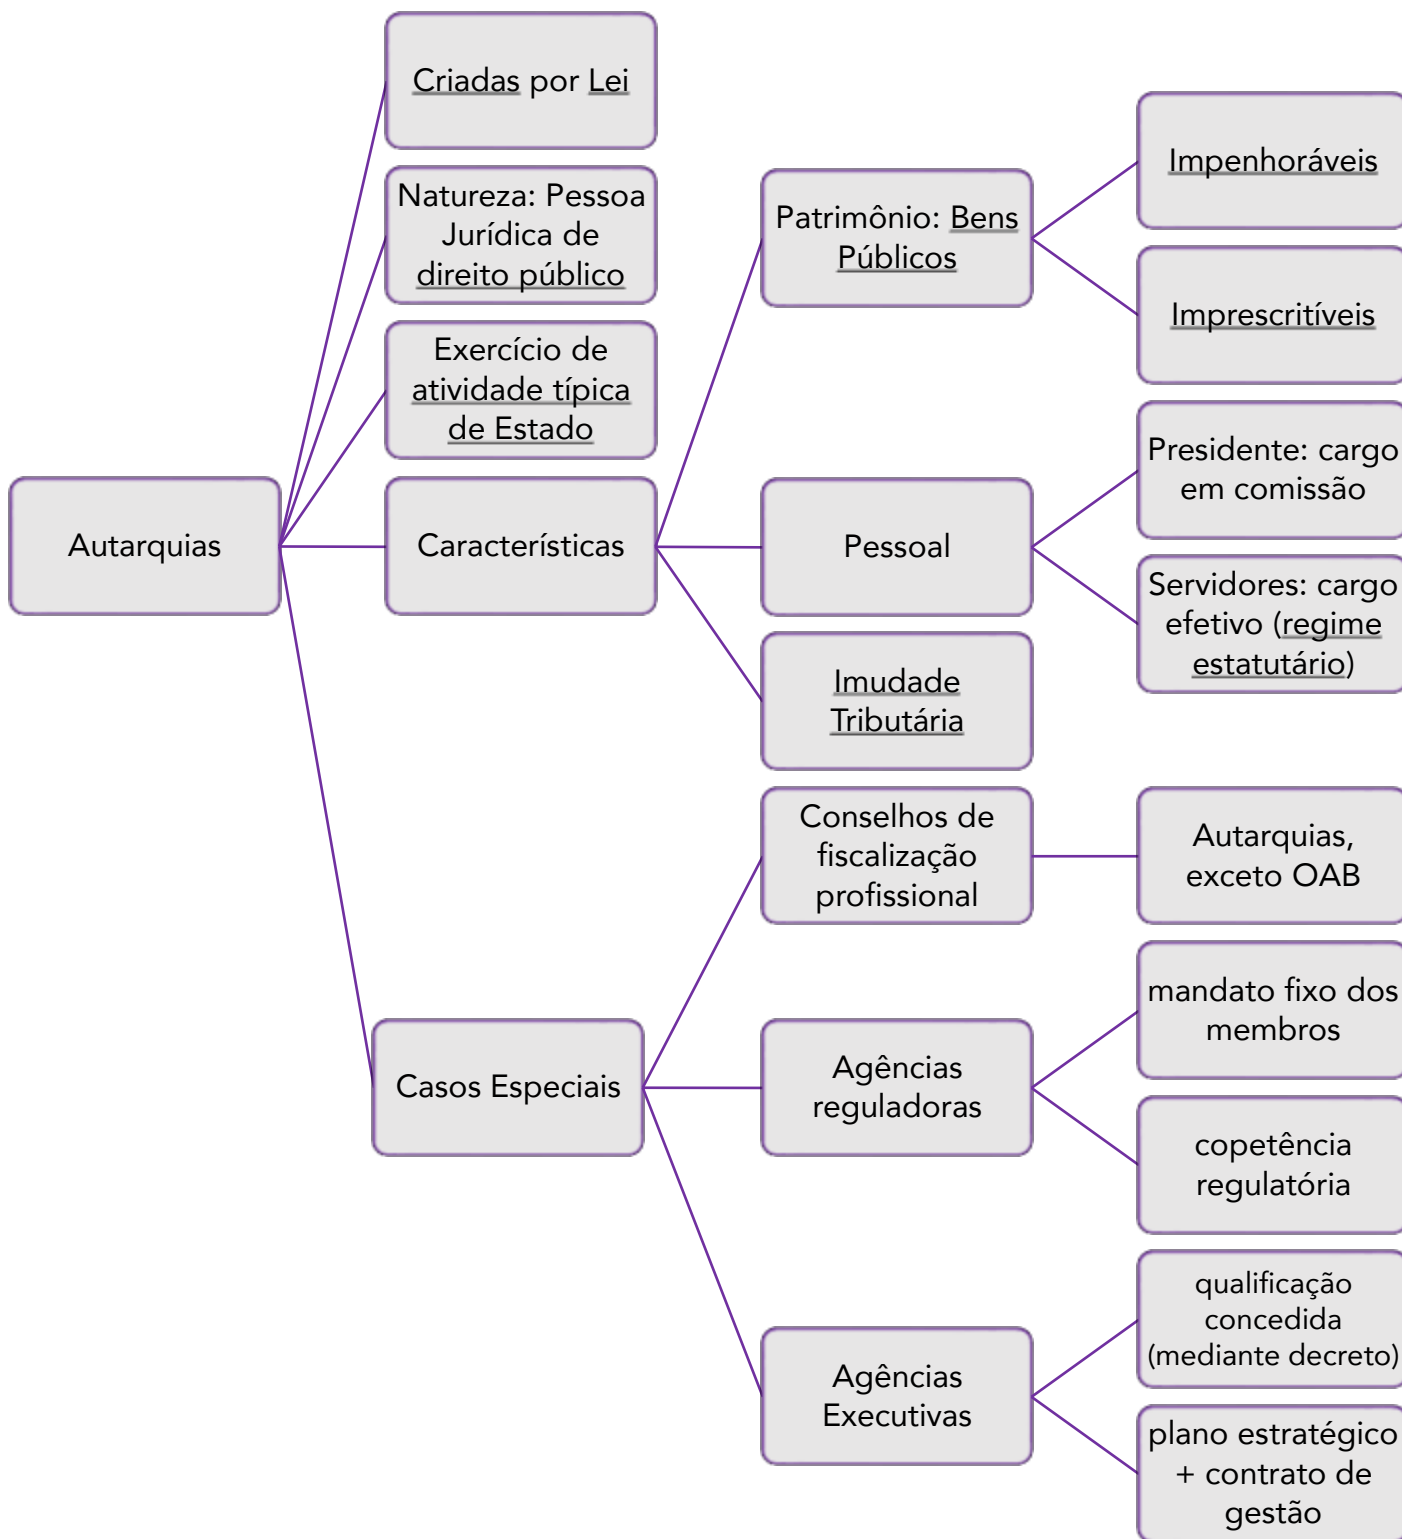 Criadas por Lei
Natureza: Pessoa
Jurídica de
direito público
Exercício de
atividade típica
de Estado
Autarquias
Características
Patrimônio: Bens
Públicos
Impenhoráveis
Imprescritíveis
Pessoal
Presidente: cargo
em comissão
Servidores: cargo
efetivo (regime
estatutário)
Imudade
Tributária
Casos Especiais
Conselhos de
fiscalização
profissional
Autarquias,
exceto OAB
Agências
reguladoras
mandato fixo dos
membros
copetência
regulatória
Agências
Executivas
qualificação
concedida
(mediante decreto)
plano estratégico
+ contrato de
gestão